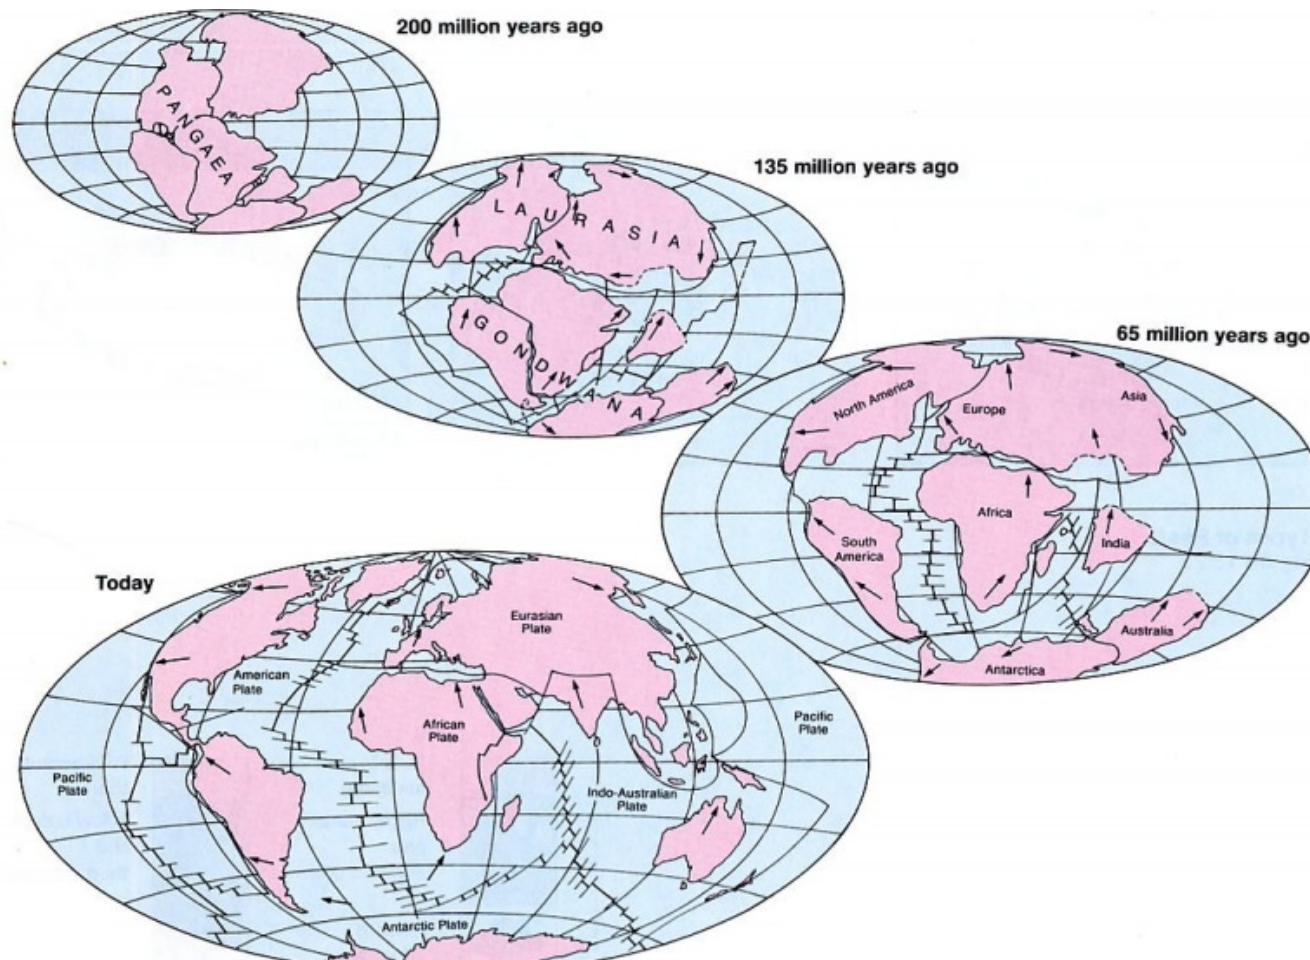 200 million years ago
PANGAEA
135 million years ago
LAURASIA
GONDWANA
65 million years ago
North America
Europe
Asia
Africa
South
America
India
Australia
Antarctica
Today
Eurasian
Plate
American
Plate
African
Plate
Pacific
Plate
Pacific
Plate
Indo-Australian
Plate
Antarctic Plate